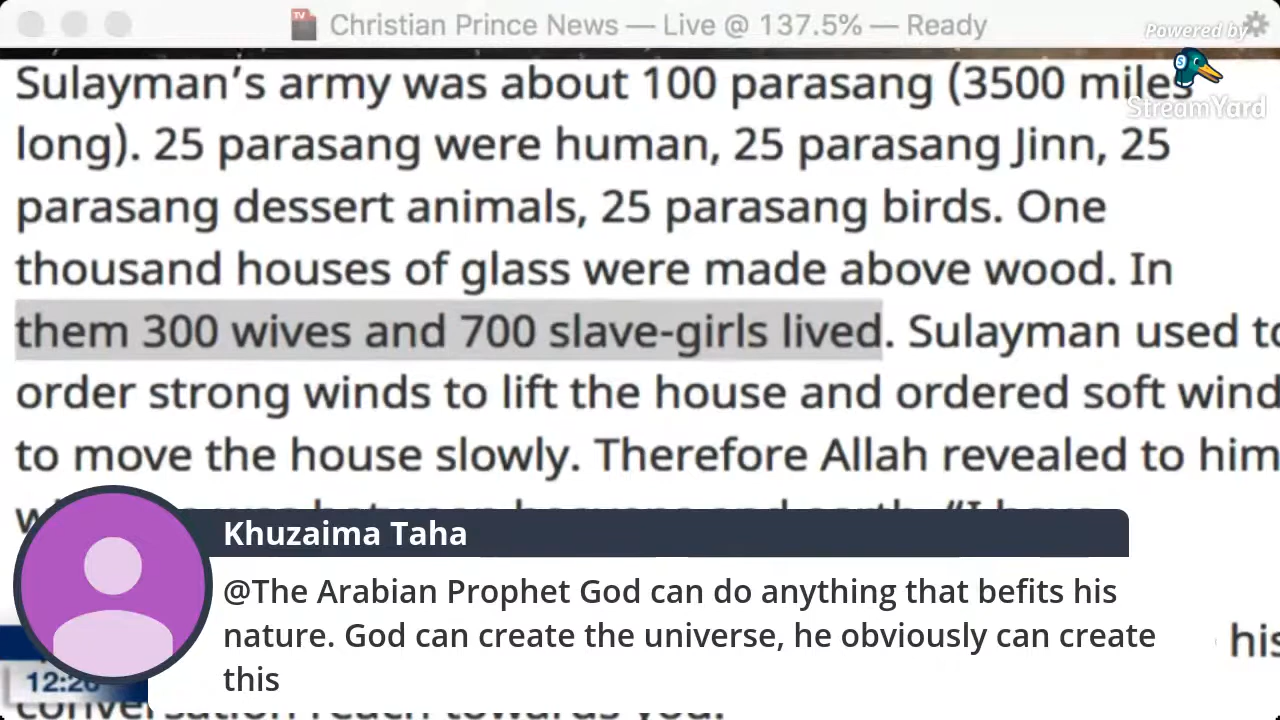 Christian Prince News — Live @ 137.5% — Ready
Powered by
StreamYard
Sulayman’s army was about 100 parasang (3500 miles
long). 25 parasang were human, 25 parasang Jinn, 25
parasang dessert animals, 25 parasang birds. One
thousand houses of glass were made above wood. In
them 300 wives and 700 slave-girls lived. Sulayman used to
order strong winds to lift the house and ordered soft wind
to move the house slowly. Therefore Allah revealed to him
Khuzaima Taha
@The Arabian Prophet God can do anything that befits his
nature. God can create the universe, he obviously can create
this
his
12:26
conversation reach towards you.